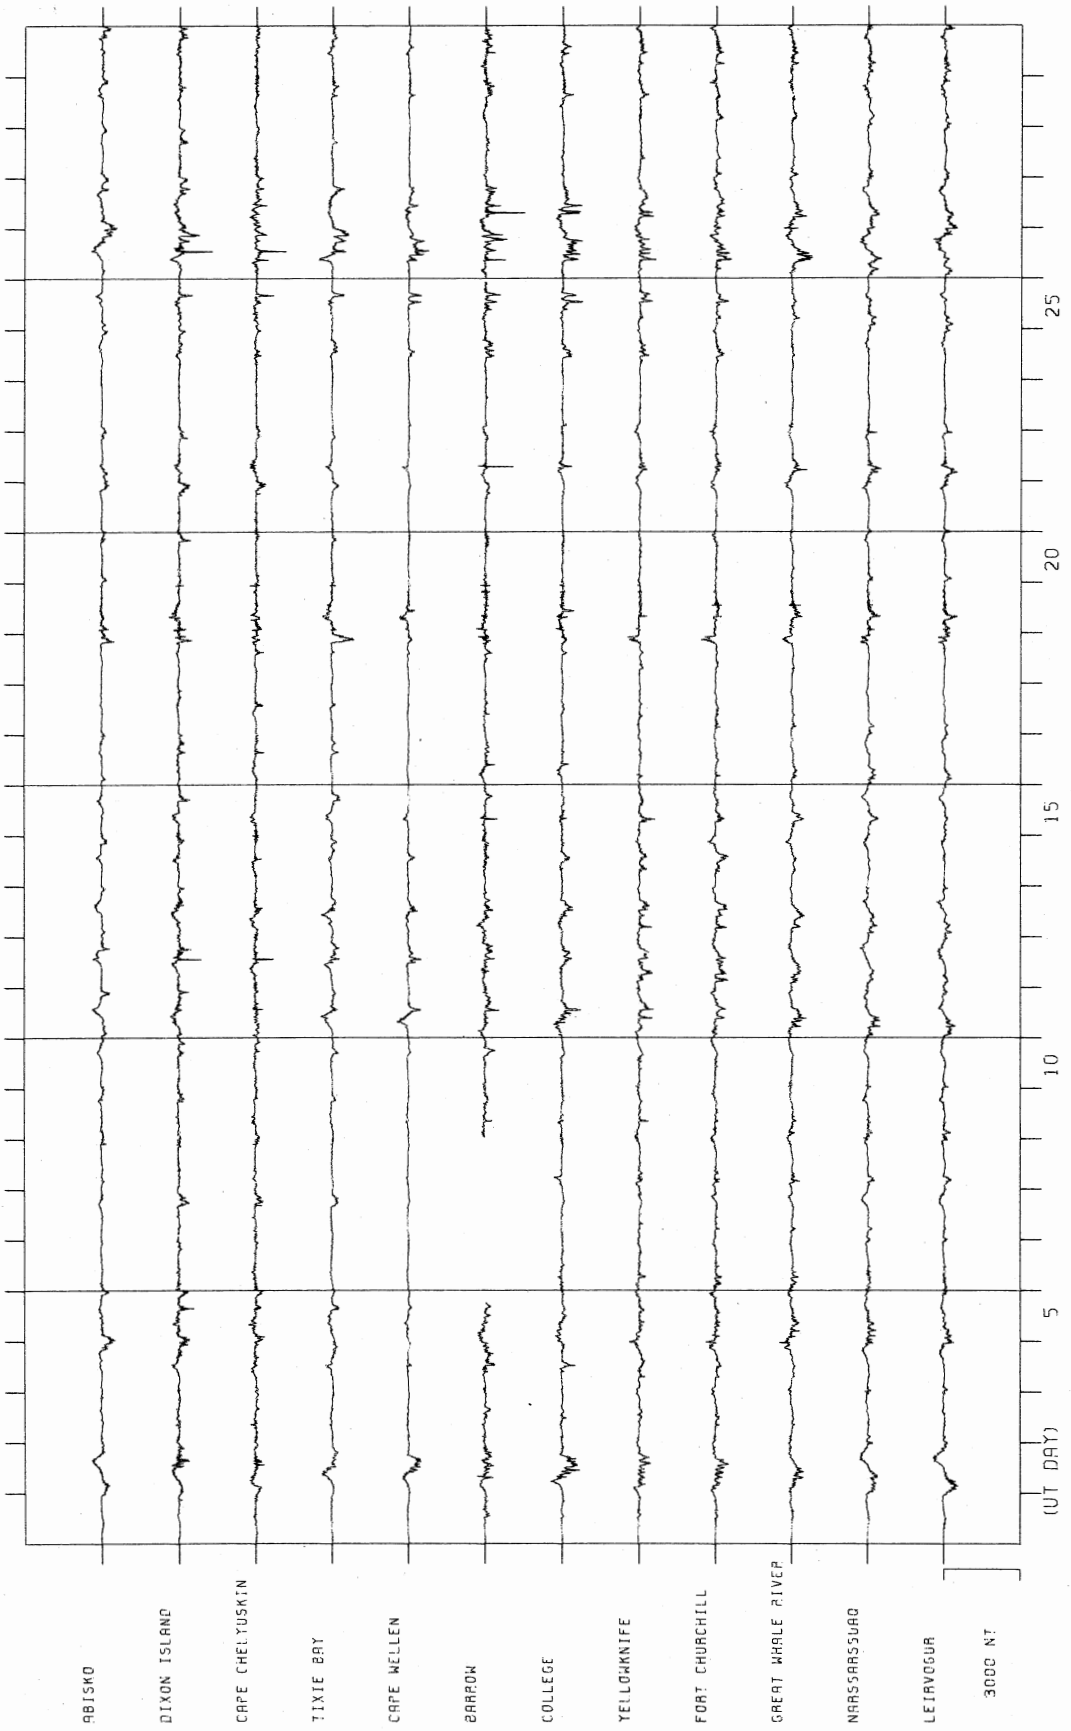 ABISKO
DIXON ISLAND
CAPE CHELYUSKIN
TIXIE BAY
CAPE WELLEN
BARROW
COLLEGE
YELLOWKNIFE
FORT CHURCHILL
GREAT WHALE RIVER
NARSSARSSUAQ
LEIRVOGUR
3000 NT
(UT DAY) 5 10 15 20 25